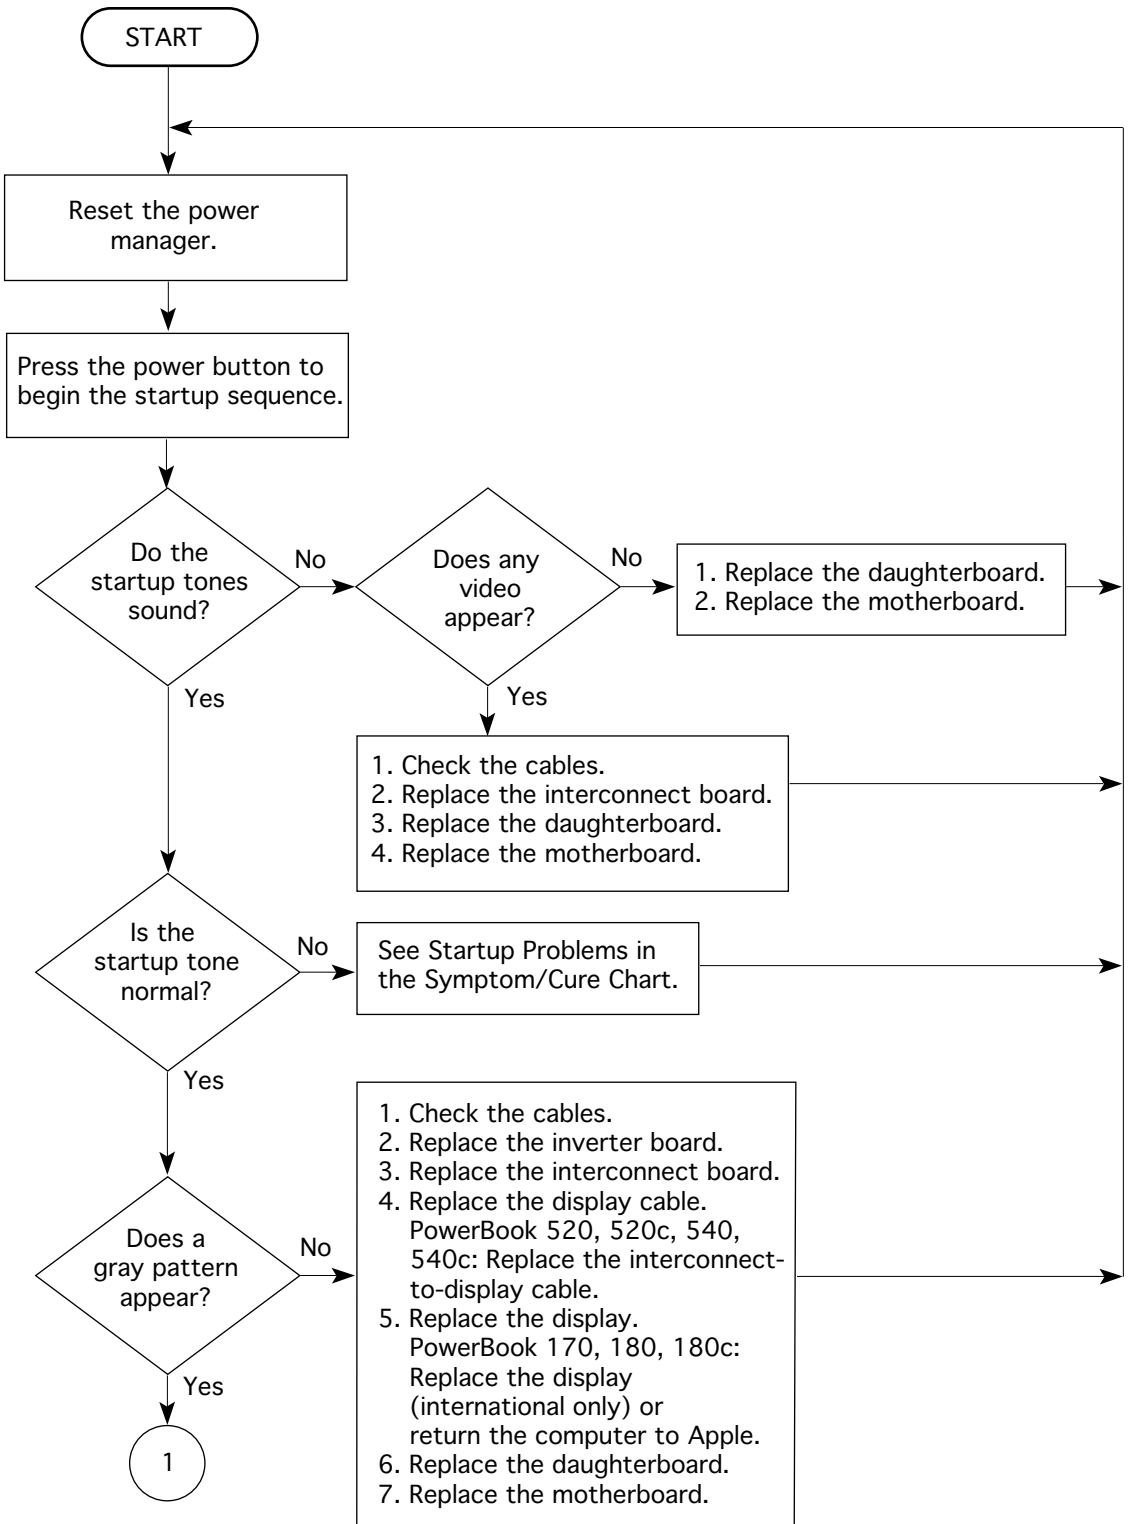 START
Reset the power
manager.
Press the power button to
begin the startup sequence.
Do the
startup tones
sound?
No
Does any
video
appear?
No
1. Replace the daughterboard.
2. Replace the motherboard.
Yes
Yes
1. Check the cables.
2. Replace the interconnect board.
3. Replace the daughterboard.
4. Replace the motherboard.
Is the
startup tone
normal?
No
See Startup Problems in
the Symptom/Cure Chart.
Yes
Does a
gray pattern
appear?
No
1. Check the cables.
2. Replace the inverter board.
3. Replace the interconnect board.
4. Replace the display cable.
PowerBook 520, 520c, 540,
540c: Replace the interconnect-
to-display cable.
5. Replace the display.
PowerBook 170, 180, 180c:
Replace the display
(international only) or
return the computer to Apple.
6. Replace the daughterboard.
7. Replace the motherboard.
Yes
1